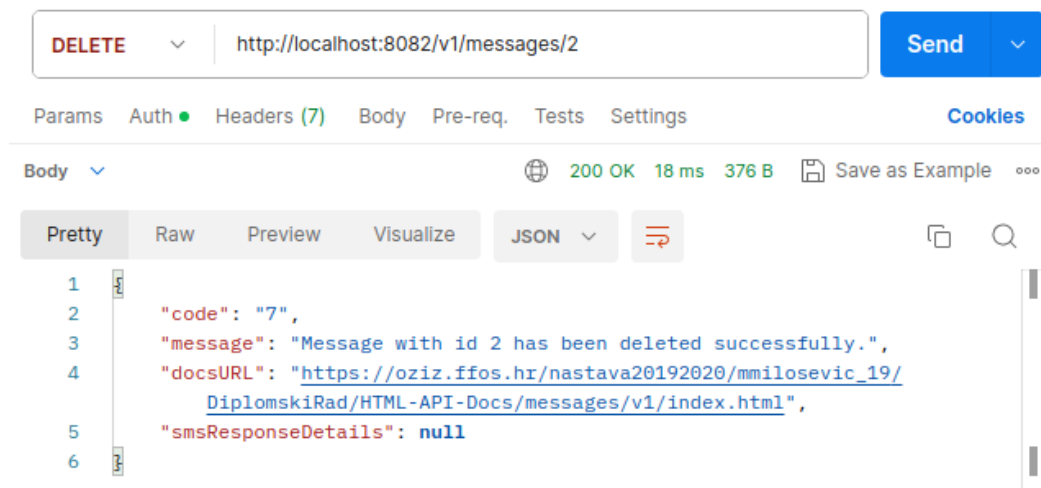 DELETE http://localhost:8082/v1/messages/2 Send
Params Auth Headers (7) Body Pre-req. Tests Settings Cookies
Body 200 OK 18 ms 376 B Save as Example
Pretty Raw Preview Visualize JSON
1 {
2 "code": "7",
3 "message": "Message with id 2 has been deleted successfully.",
4 "docsURL": "https://oziz.ffos.hr/nastava20192020/mmilosevic_19/
DiplomskiRad/HTML-API-Docs/messages/v1/index.html",
5 "smsResponseDetails": null
6 }